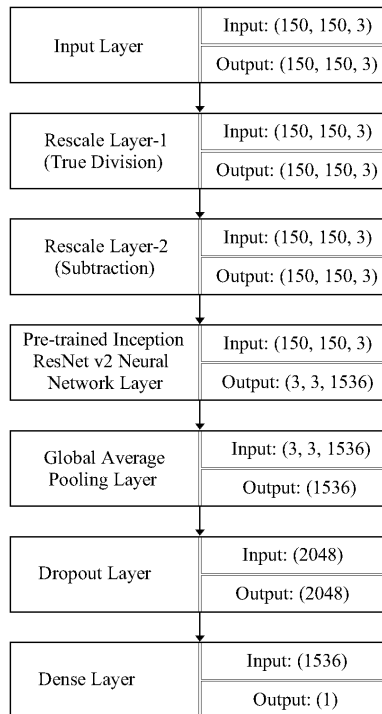 Input Layer
Input: (150, 150, 3)
Output: (150, 150, 3)
Rescale Layer-1
(True Division)
Input: (150, 150, 3)
Output: (150, 150, 3)
Rescale Layer-2
(Subtraction)
Input: (150, 150, 3)
Output: (150, 150, 3)
Pre-trained Inception
ResNet v2 Neural
Network Layer
Input: (150, 150, 3)
Output: (3, 3, 1536)
Global Average
Pooling Layer
Input: (3, 3, 1536)
Output: (1536)
Dropout Layer
Input: (2048)
Output: (2048)
Dense Layer
Input: (1536)
Output: (1)